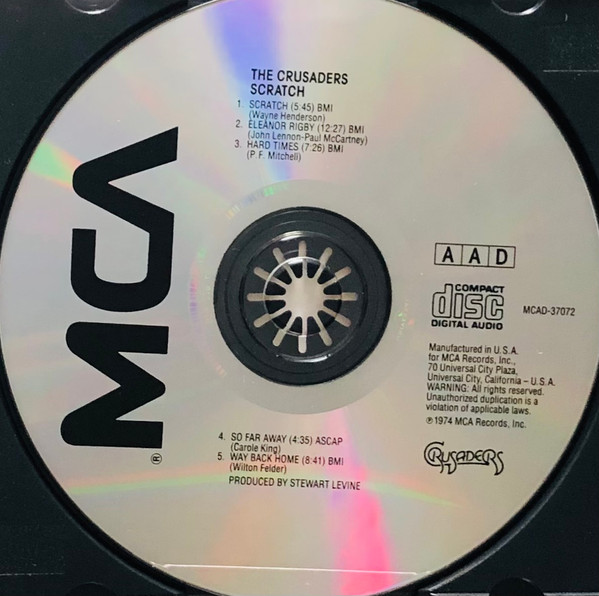 THE CRUSADERS
SCRATCH
1. SCRATCH (5:45) BMI
(Wayne Henderson)
2. ELEANOR RIGBY (12:27) BMI
(John Lennon-Paul McCartney)
3. HARD TIMES (7:26) BMI
(P.F. Mitchell)
MCA
®
A A D
COMPACT
disc
DIGITAL AUDIO
MCAD-37072
Manufactured in U.S.A.
for MCA Records, Inc.,
70 Universal City Plaza,
Universal City, California – U.S.A.
WARNING: All rights reserved.
Unauthorized duplication is a
violation of applicable laws.
℗ 1974 MCA Records, Inc.
CRUSADERS
4. SO FAR AWAY (4:35) ASCAP
(Carole King)
5. WAY BACK HOME (8:41) BMI
(Wilton Felder)
PRODUCED BY STEWART LEVINE